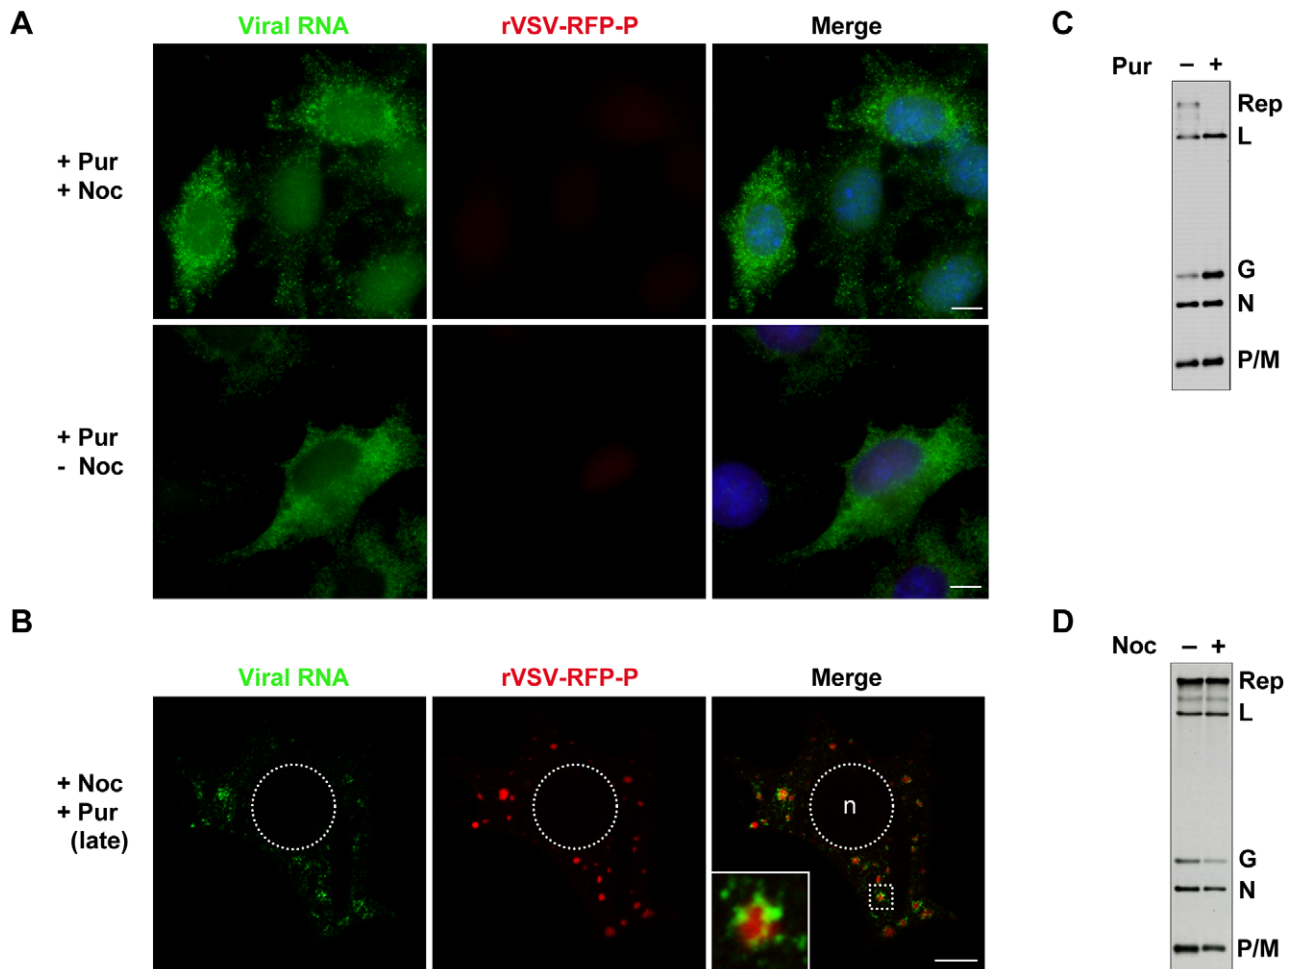 A
Viral RNA
rVSV-RFP-P
Merge
+ Pur
+ Noc
+ Pur
- Noc
B
Viral RNA
rVSV-RFP-P
Merge
+ Noc
+ Pur
(late)
n
C
Pur – +
Rep
L
G
N
P/M
D
Noc – +
Rep
L
G
N
P/M